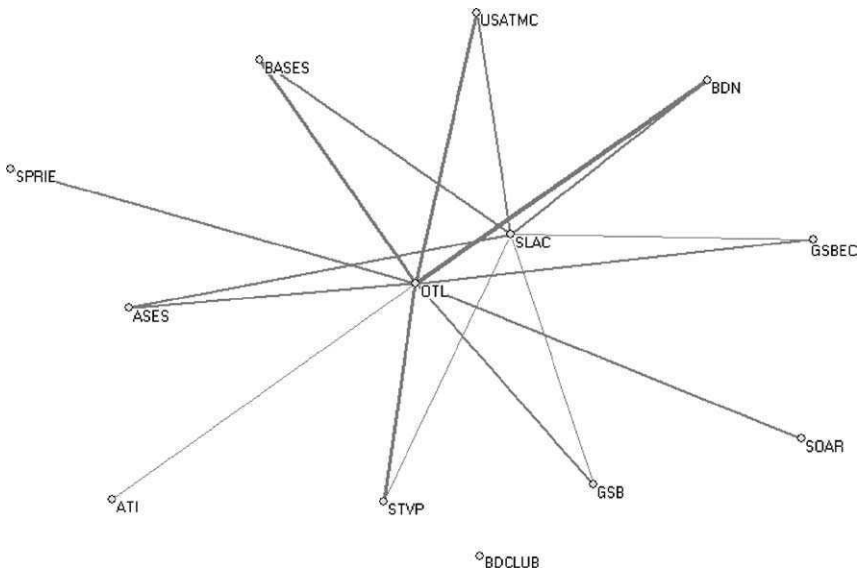 USATMC
BASES
BDN
SPRIE
SLAC
GSBEC
OTL
ASES
SOAR
GSB
ATI
STVP
BDCLUB